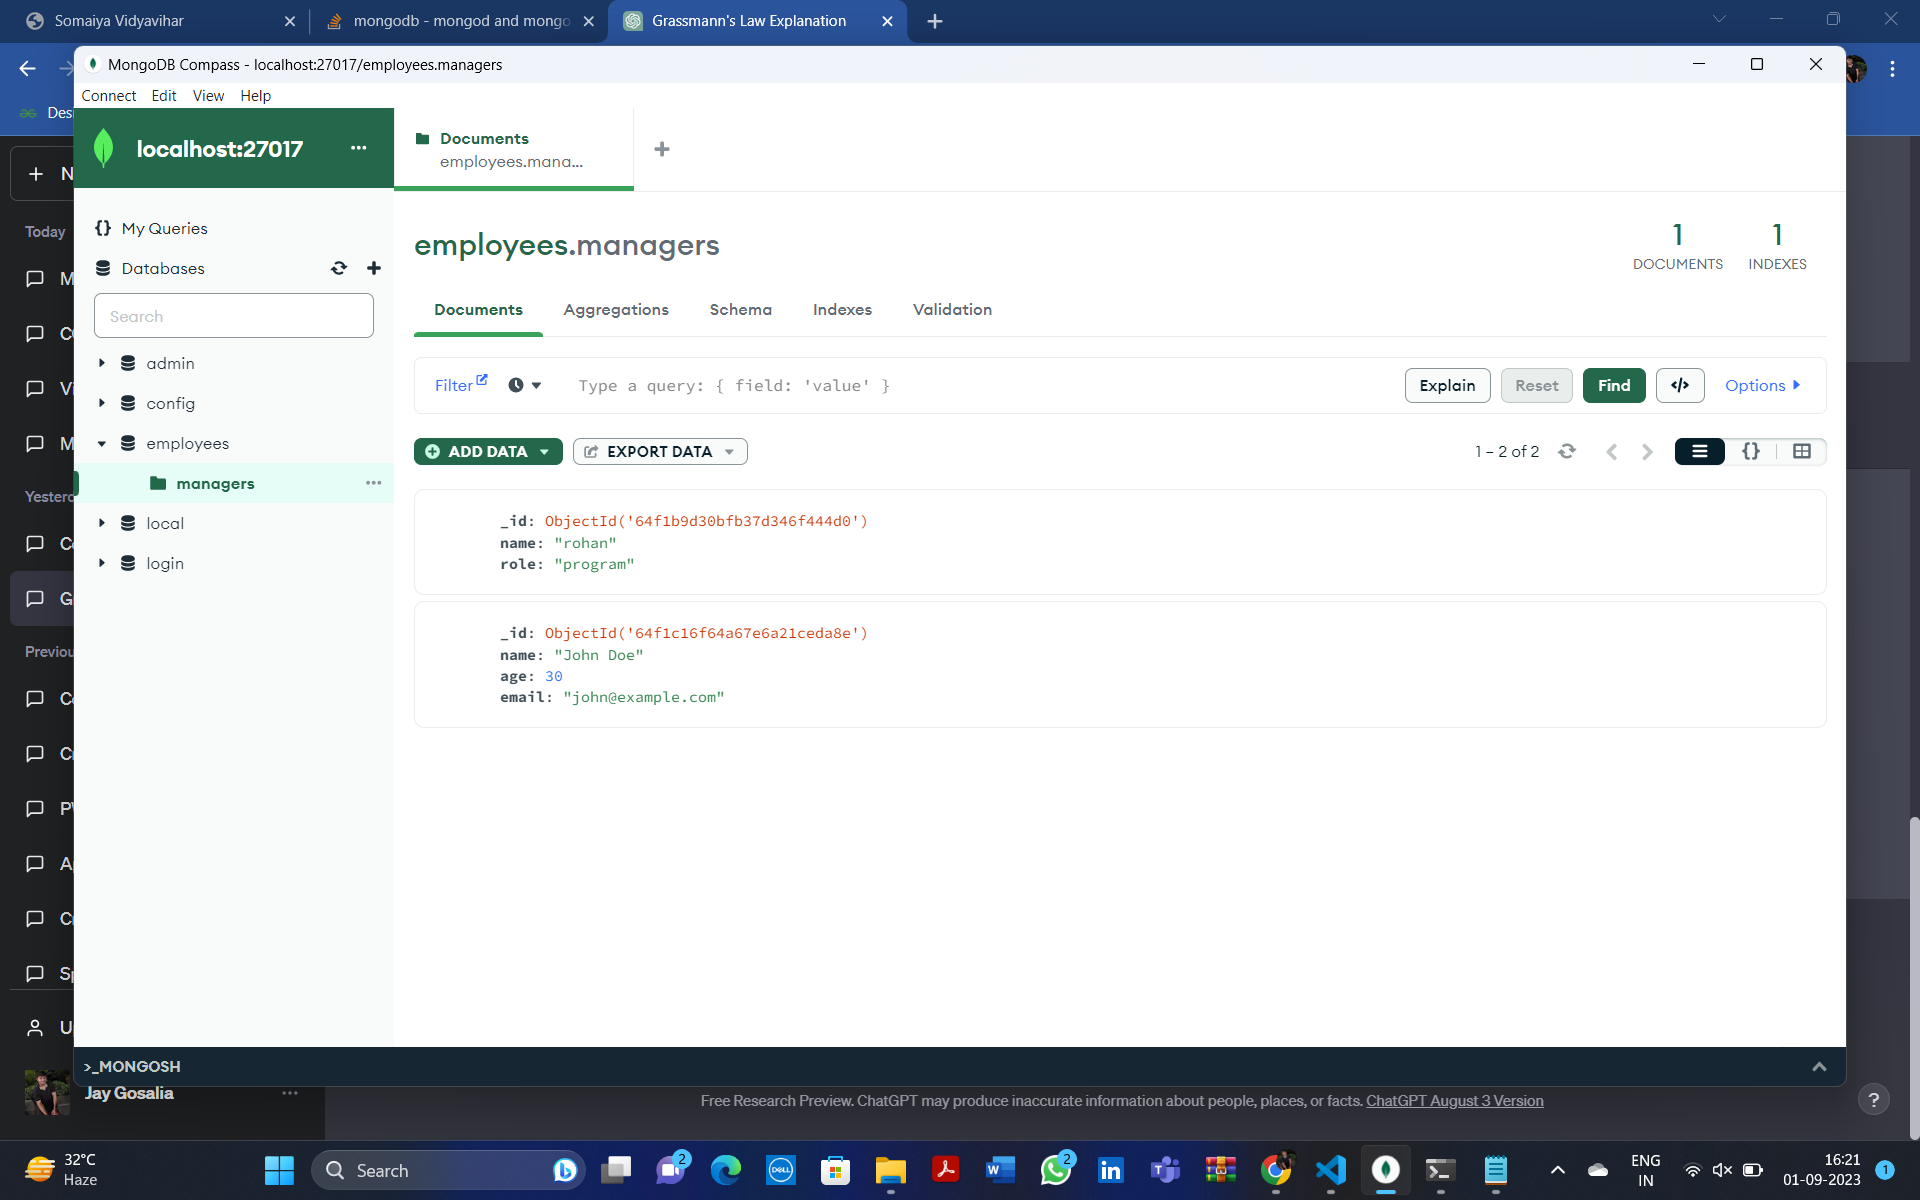 Somaiya Vidyavihar
mongodb - mongod and mongo
Grassmann's Law Explanation
MongoDB Compass - localhost:27017/employees.managers
Connect Edit View Help
localhost:27017
Documents
employees.mana...
Today
My Queries
Databases
Search
admin
config
employees
managers
local
login
employees.managers
1
DOCUMENTS
1
INDEXES
Documents Aggregations Schema Indexes Validation
Filter
Type a query: { field: 'value' }
Explain Reset Find </> Options
ADD DATA EXPORT DATA
1 – 2 of 2
{}
_id: ObjectId('64f1b9d30bfb37d346f444d0')
name: "rohan"
role: "program"
_id: ObjectId('64f1c16f64a67e6a21ceda8e')
name: "John Doe"
age: 30
email: "john@example.com"
>_MONGOSH
Jay Gosalia
Free Research Preview. ChatGPT may produce inaccurate information about people, places, or facts. ChatGPT August 3 Version
?
32°C
Haze
Search
2
DELL
2
ENG
IN
16:21
01-09-2023
1